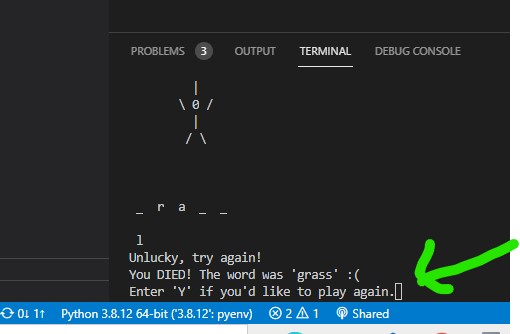 PROBLEMS 3 OUTPUT TERMINAL DEBUG CONSOLE
|
\ 0 /
|
/ \
_ r a _ _
l
Unlucky, try again!
You DIED! The word was 'grass' :(
Enter 'Y' if you'd like to play again.
0↓ 1↑ Python 3.8.12 64-bit ('3.8.12': pyenv) 2 1 Shared